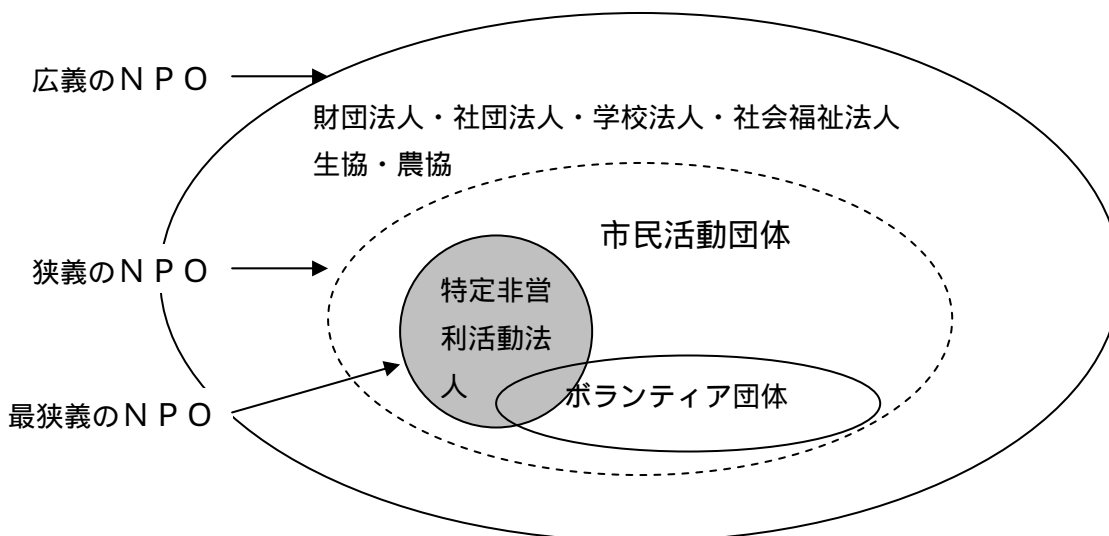 広義のＮＰＯ
財団法人・社団法人・学校法人・社会福祉法人
生協・農協
市民活動団体
狭義のＮＰＯ
特定非営
利活動法
人
ボランティア団体
最狭義のＮＰＯ